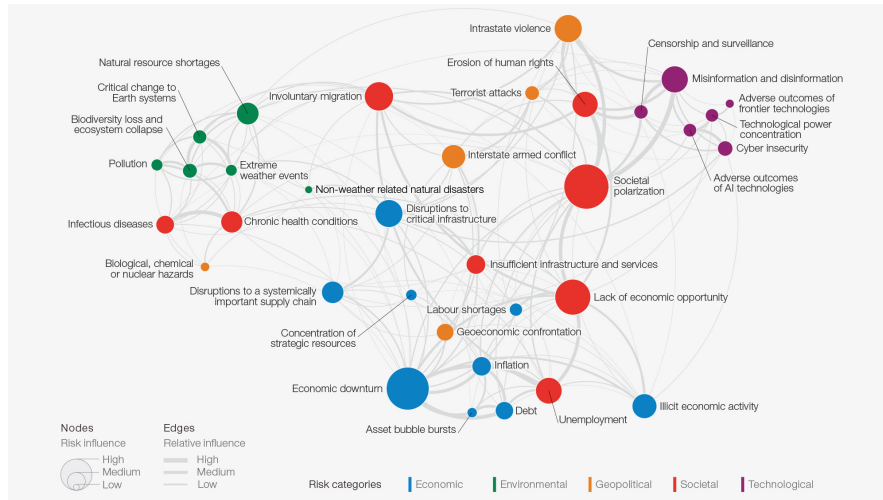 Intrastate violence
Censorship and surveillance
Natural resource shortages
Erosion of human rights
Misinformation and disinformation
Critical change to
Earth systems
Involuntary migration
Terrorist attacks
Adverse outcomes of
frontier technologies
Biodiversity loss and
ecosystem collapse
Technological power
concentration
Pollution
Extreme
weather events
Interstate armed conflict
Cyber insecurity
Adverse outcomes
of AI technologies
Non-weather related natural disasters
Societal
polarization
Infectious diseases
Chronic health conditions
Disruptions to
critical infrastructure
Biological, chemical
or nuclear hazards
Insufficient infrastructure and services
Disruptions to a systemically
important supply chain
Lack of economic opportunity
Labour shortages
Concentration of
strategic resources
Geoeconomic confrontation
Inflation
Economic downturn
Debt
Unemployment
Illicit economic activity
Asset bubble bursts
Nodes
Risk influence
High
Medium
Low
Edges
Relative influence
High
Medium
Low
Risk categories
Economic
Environmental
Geopolitical
Societal
Technological